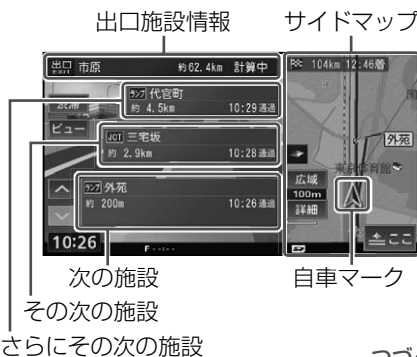 出口施設情報 サイドマップ
出口 EXIT 市原 約62.4km 計算中
104km 12:46着
ランプ 代官町
約 4.5km 10:29通過
ビュー
JCT 三宅坂
約 2.9km 10:28通過
外苑
ランプ 外苑
約 200m 10:26通過
広域
100m
詳細
10:26
F --:--
ここ
次の施設 自車マーク
その次の施設
さらにその次の施設